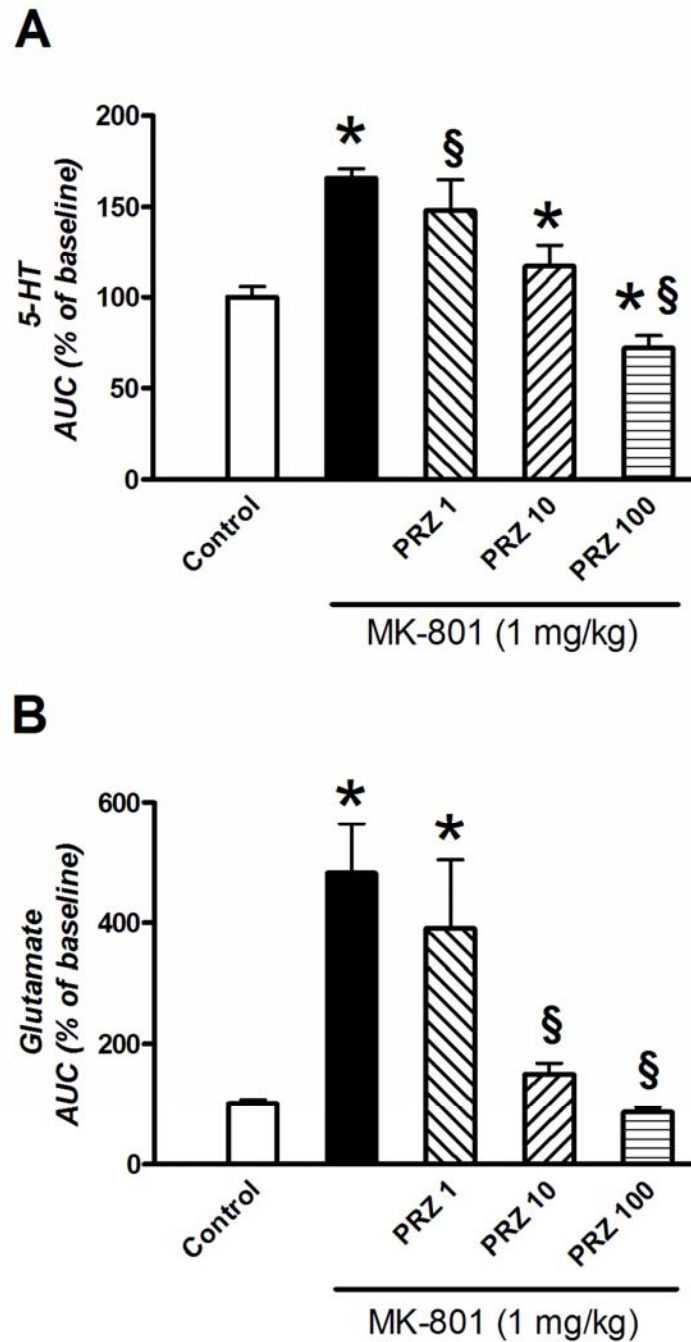 A
200
150
100
50
0
5-HT
AUC (% of baseline)
*
§
*
* §
Control
PRZ 1
PRZ 10
PRZ 100
MK-801 (1 mg/kg)
B
600
400
200
0
Glutamate
AUC (% of baseline)
*
*
§
§
Control
PRZ 1
PRZ 10
PRZ 100
MK-801 (1 mg/kg)